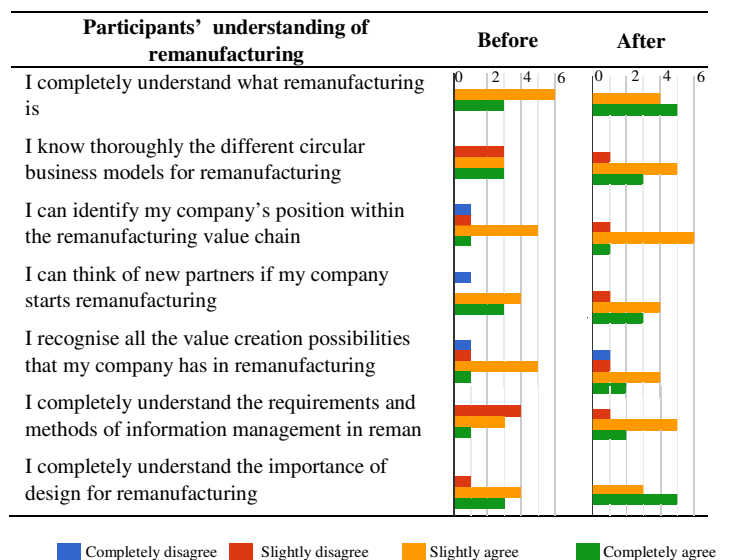 Participants' understanding of
remanufacturing
Before
After
0 2 4 6
0 2 4 6
I completely understand what remanufacturing
is
I know thoroughly the different circular
business models for remanufacturing
I can identify my company's position within
the remanufacturing value chain
I can think of new partners if my company
starts remanufacturing
I recognise all the value creation possibilities
that my company has in remanufacturing
I completely understand the requirements and
methods of information management in reman
I completely understand the importance of
design for remanufacturing
Completely disagree Slightly disagree Slightly agree Completely agree